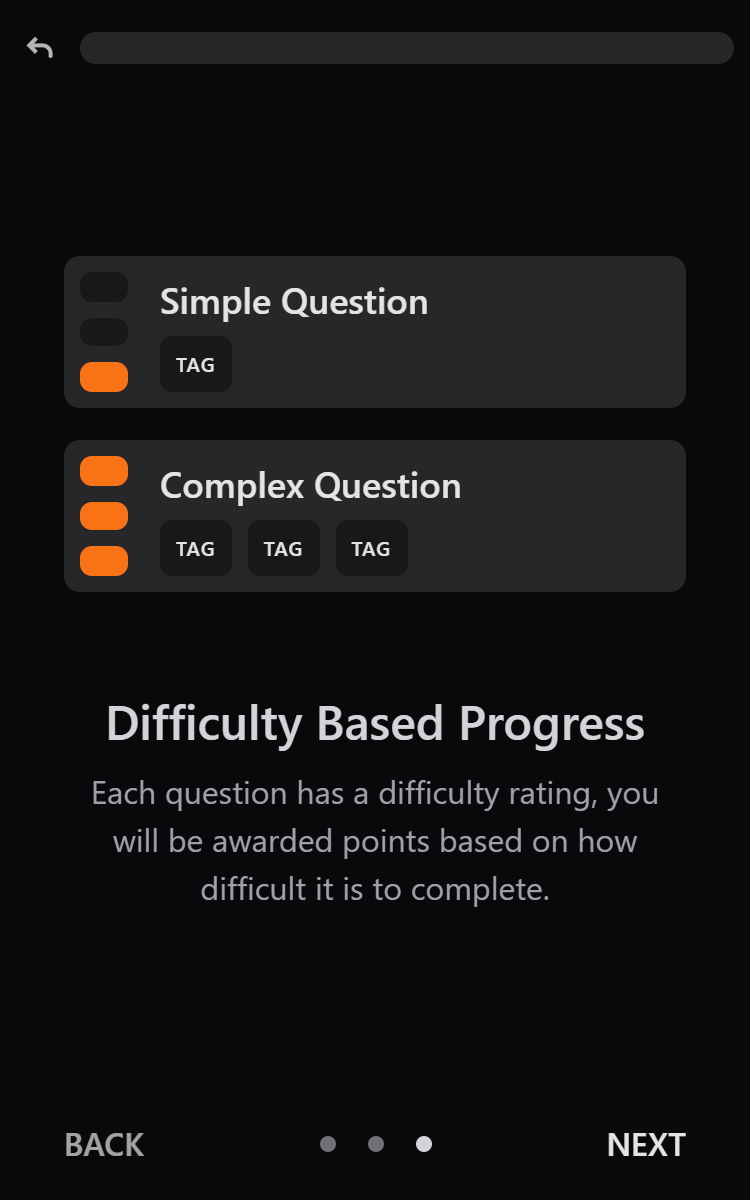 Simple Question
TAG
Complex Question
TAG TAG TAG
Difficulty Based Progress
Each question has a difficulty rating, you
will be awarded points based on how
difficult it is to complete.
BACK NEXT